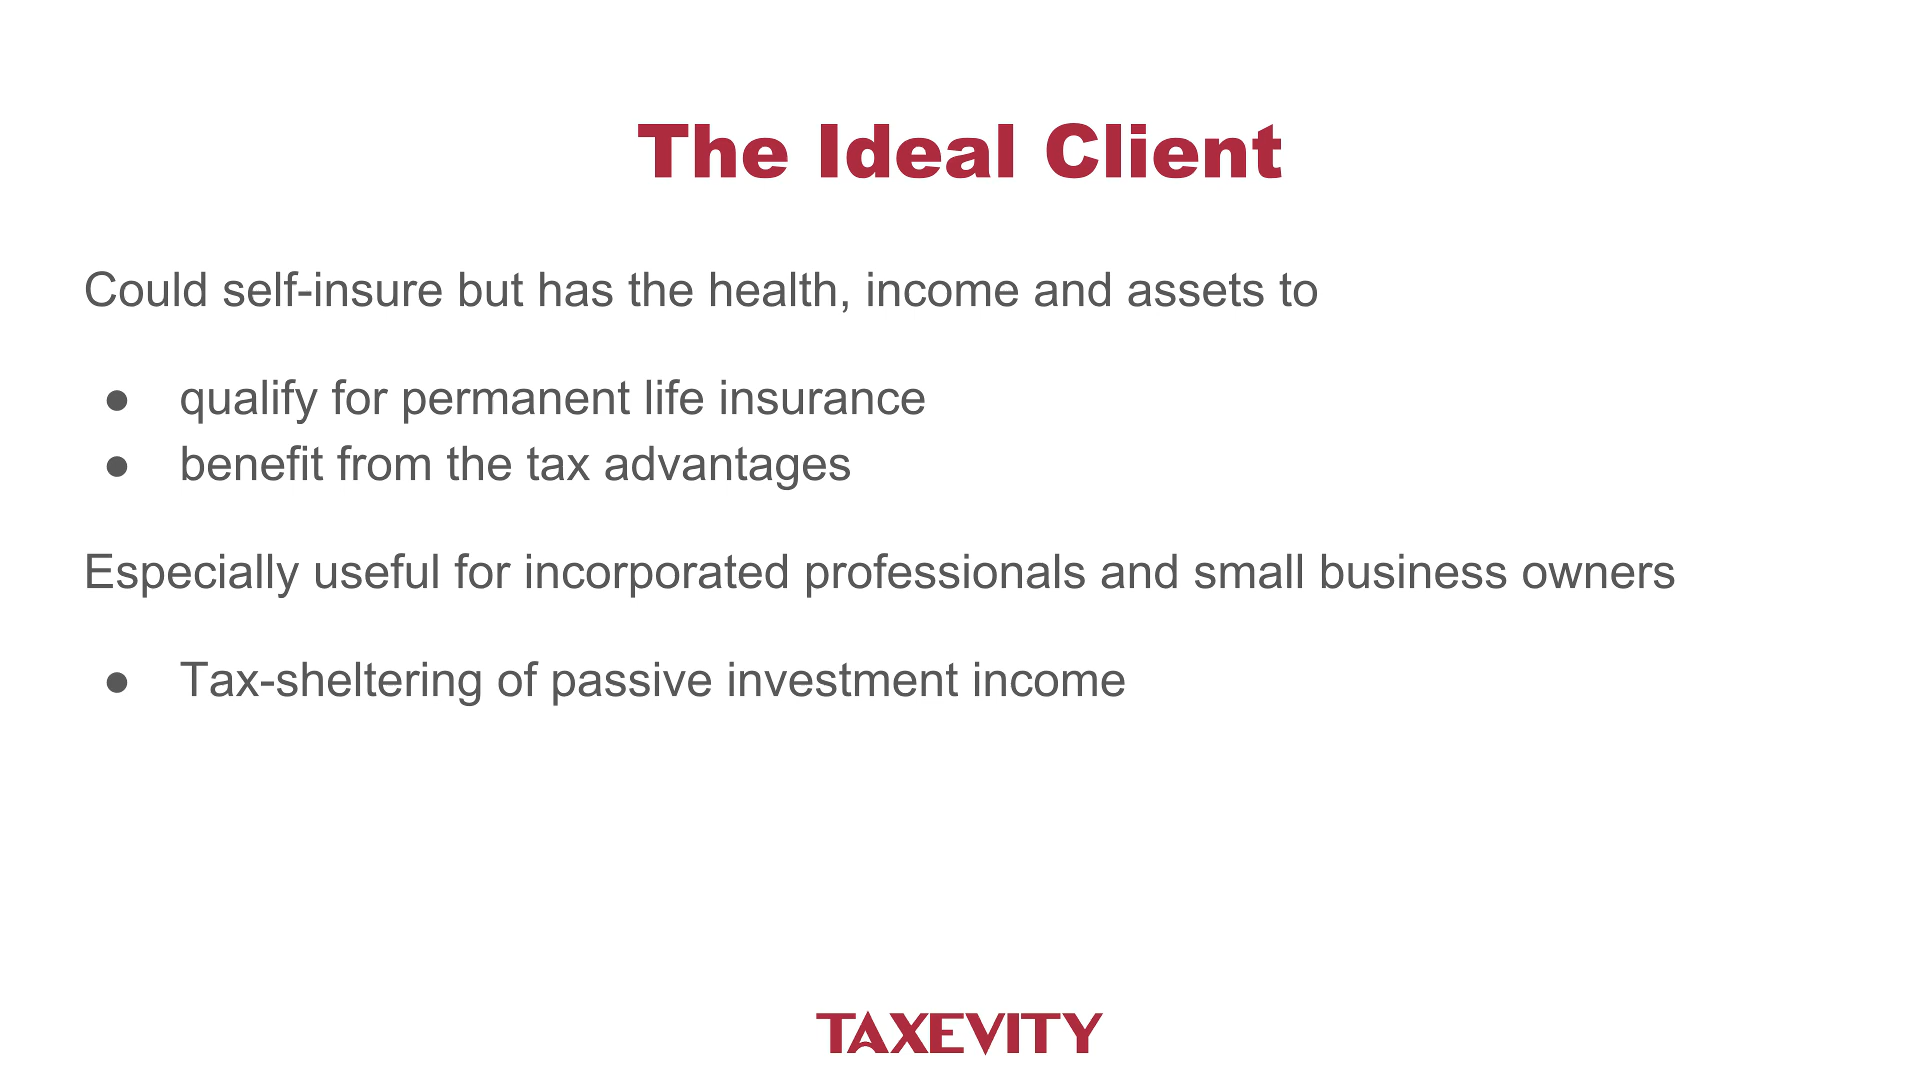 The Ideal Client
Could self-insure but has the health, income and assets to
● qualify for permanent life insurance
● benefit from the tax advantages
Especially useful for incorporated professionals and small business owners
● Tax-sheltering of passive investment income
TAXEVITY